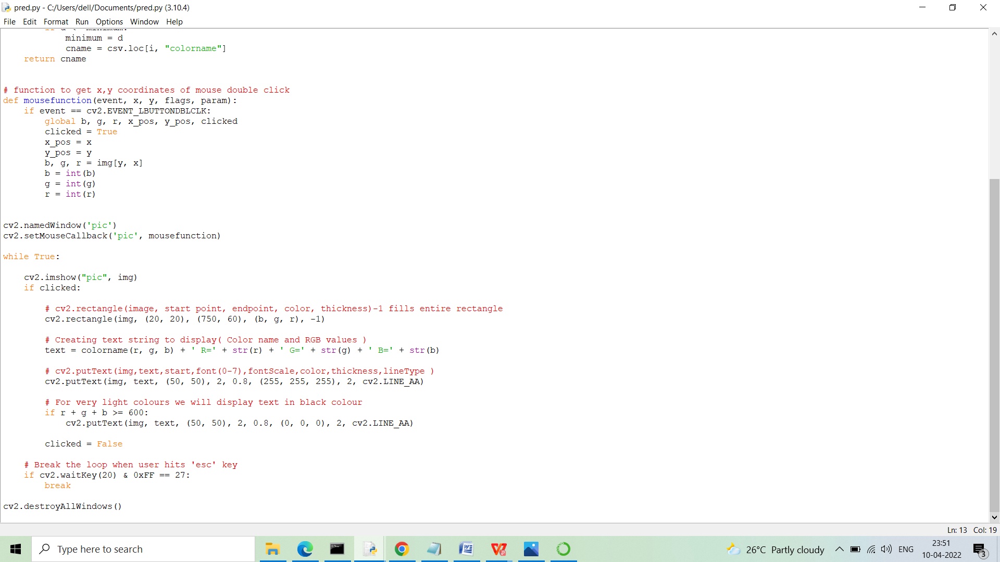 pred.py - C:/Users/dell/Documents/pred.py (3.10.4)
File Edit Format Run Options Window Help
minimum = d
cname = csv.loc[i, "colorname"]
return cname
# function to get x,y coordinates of mouse double click
def mousefunction(event, x, y, flags, param):
if event == cv2.EVENT_LBUTTONDBLCLK:
global b, g, r, x_pos, y_pos, clicked
clicked = True
x_pos = x
y_pos = y
b, g, r = img[y, x]
b = int(b)
g = int(g)
r = int(r)
cv2.namedWindow('pic')
cv2.setMouseCallback('pic', mousefunction)
while True:
cv2.imshow("pic", img)
if clicked:
# cv2.rectangle(image, start point, endpoint, color, thickness)-1 fills entire rectangle
cv2.rectangle(img, (20, 20), (750, 60), (b, g, r), -1)
# Creating text string to display( Color name and RGB values )
text = colorname(r, g, b) + ' R=' + str(r) + ' G=' + str(g) + ' B=' + str(b)
# cv2.putText(img,text,start,font(0-7),fontScale,color,thickness,lineType )
cv2.putText(img, text, (50, 50), 2, 0.8, (255, 255, 255), 2, cv2.LINE_AA)
# For very light colours we will display text in black colour
if r + g + b >= 600:
cv2.putText(img, text, (50, 50), 2, 0.8, (0, 0, 0), 2, cv2.LINE_AA)
clicked = False
# Break the loop when user hits 'esc' key
if cv2.waitKey(20) & 0xFF == 27:
break
cv2.destroyAllWindows()
Ln: 13 Col: 19
Type here to search
26°C Partly cloudy
ENG
23:51
10-04-2022
3